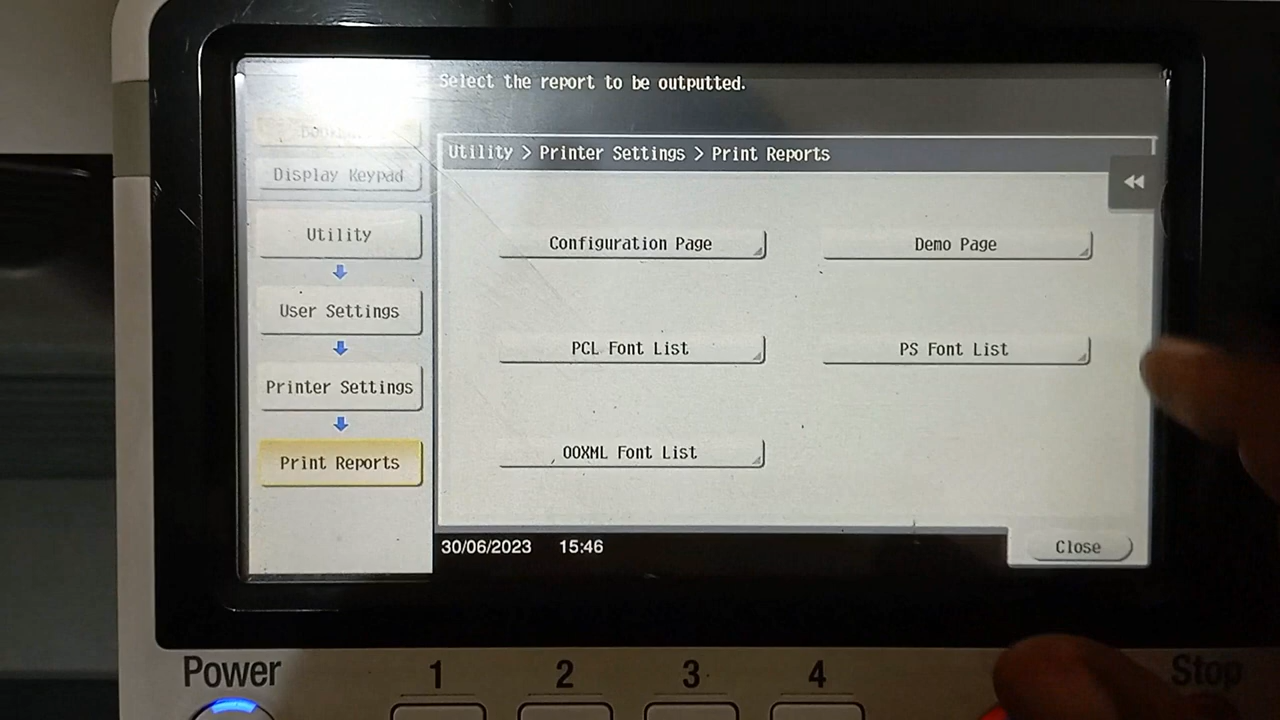 Select the report to be outputted.
Display Keypad
Utility > Printer Settings > Print Reports
Utility
User Settings
Printer Settings
Print Reports
Configuration Page
Demo Page
PCL Font List
PS Font List
OOXML Font List
30/06/2023 15:46
Close
Power
1
2
3
4
Stop